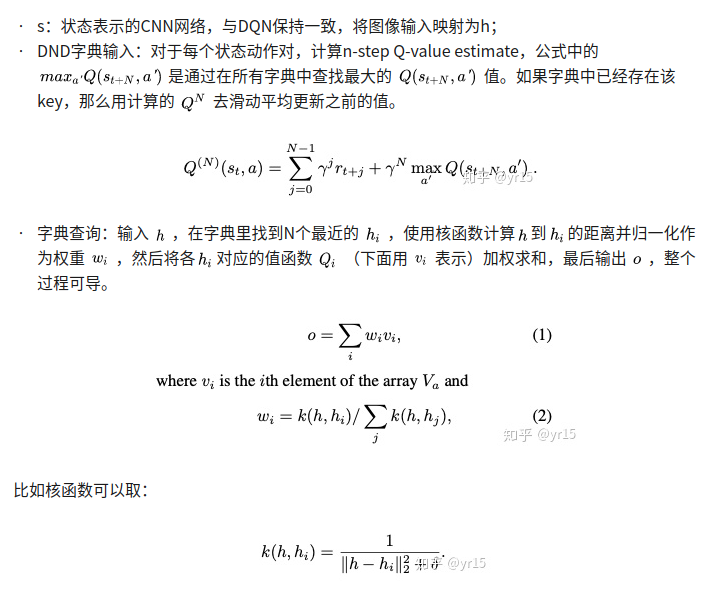 · s：状态表示的CNN网络，与DQN保持一致，将图像输入映射为h；
· DND字典输入：对于每个状态动作对，计算n-step Q-value estimate，公式中的
max_{a'}Q(s_{t+N}, a') 是通过在所有字典中查找最大的 Q(s_{t+N}, a') 值。如果字典中已经存在该
key，那么用计算的 Q^N 去滑动平均更新之前的值。
Q^{(N)}(s_t, a) = \sum_{j=0}^{N-1} γ^j r_{t+j} + γ^N \max_{a'} Q(s_{t+N}, a').
知乎 @yr15
· 字典查询：输入 h ，在字典里找到N个最近的 h_i ，使用核函数计算 h 到 h_i 的距离并归一化作
为权重 w_i ，然后将各 h_i 对应的值函数 Q_i （下面用 v_i 表示）加权求和，最后输出 o ，整个
过程可导。
o = \sum_i w_i v_i, (1)
where v_i is the ith element of the array V_a and
w_i = k(h, h_i)/ \sum_j k(h, h_j), (2)
知乎 @yr15
比如核函数可以取：
k(h, h_i) = \frac{1}{\|h - h_i\|_2^2 + δ}.
知乎 @yr15